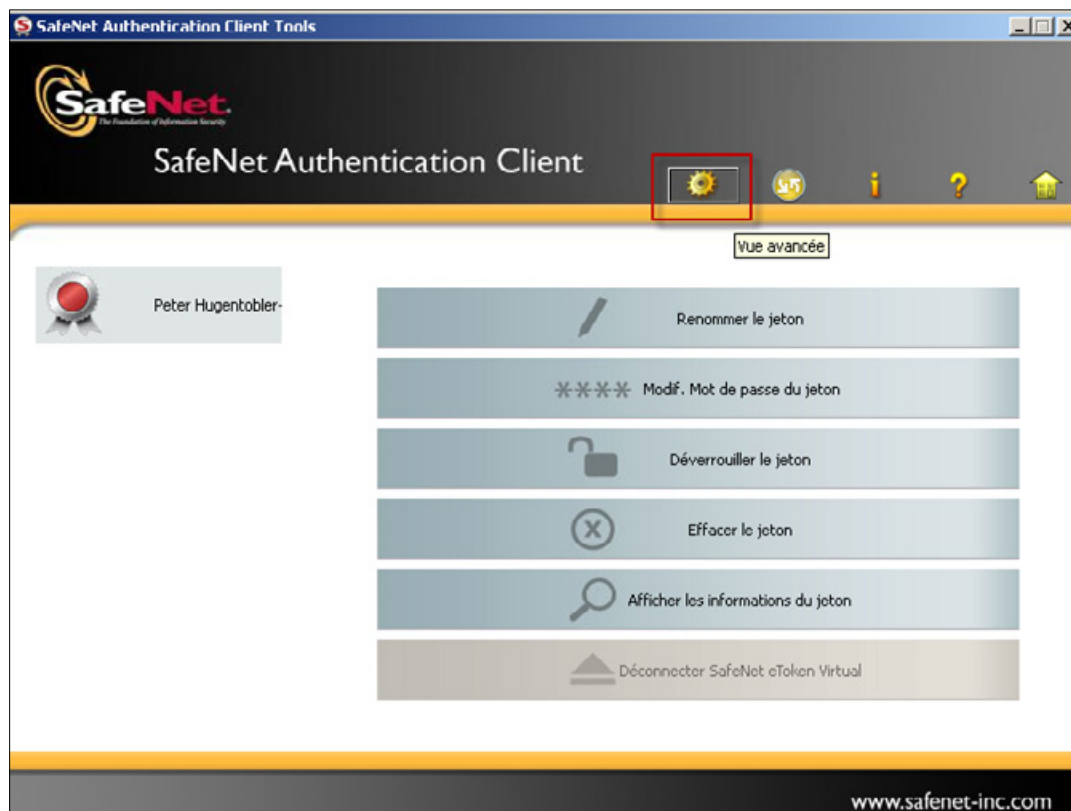 SafeNet Authentication Client Tools
SafeNet.
The Foundation of Information Security
SafeNet Authentication Client
Vue avancée
Peter Hugentobler-
Renommer le jeton
**** Modif. Mot de passe du jeton
Déverrouiller le jeton
Effacer le jeton
Afficher les informations du jeton
Déconnecter SafeNet eToken Virtual
www.safenet-inc.com